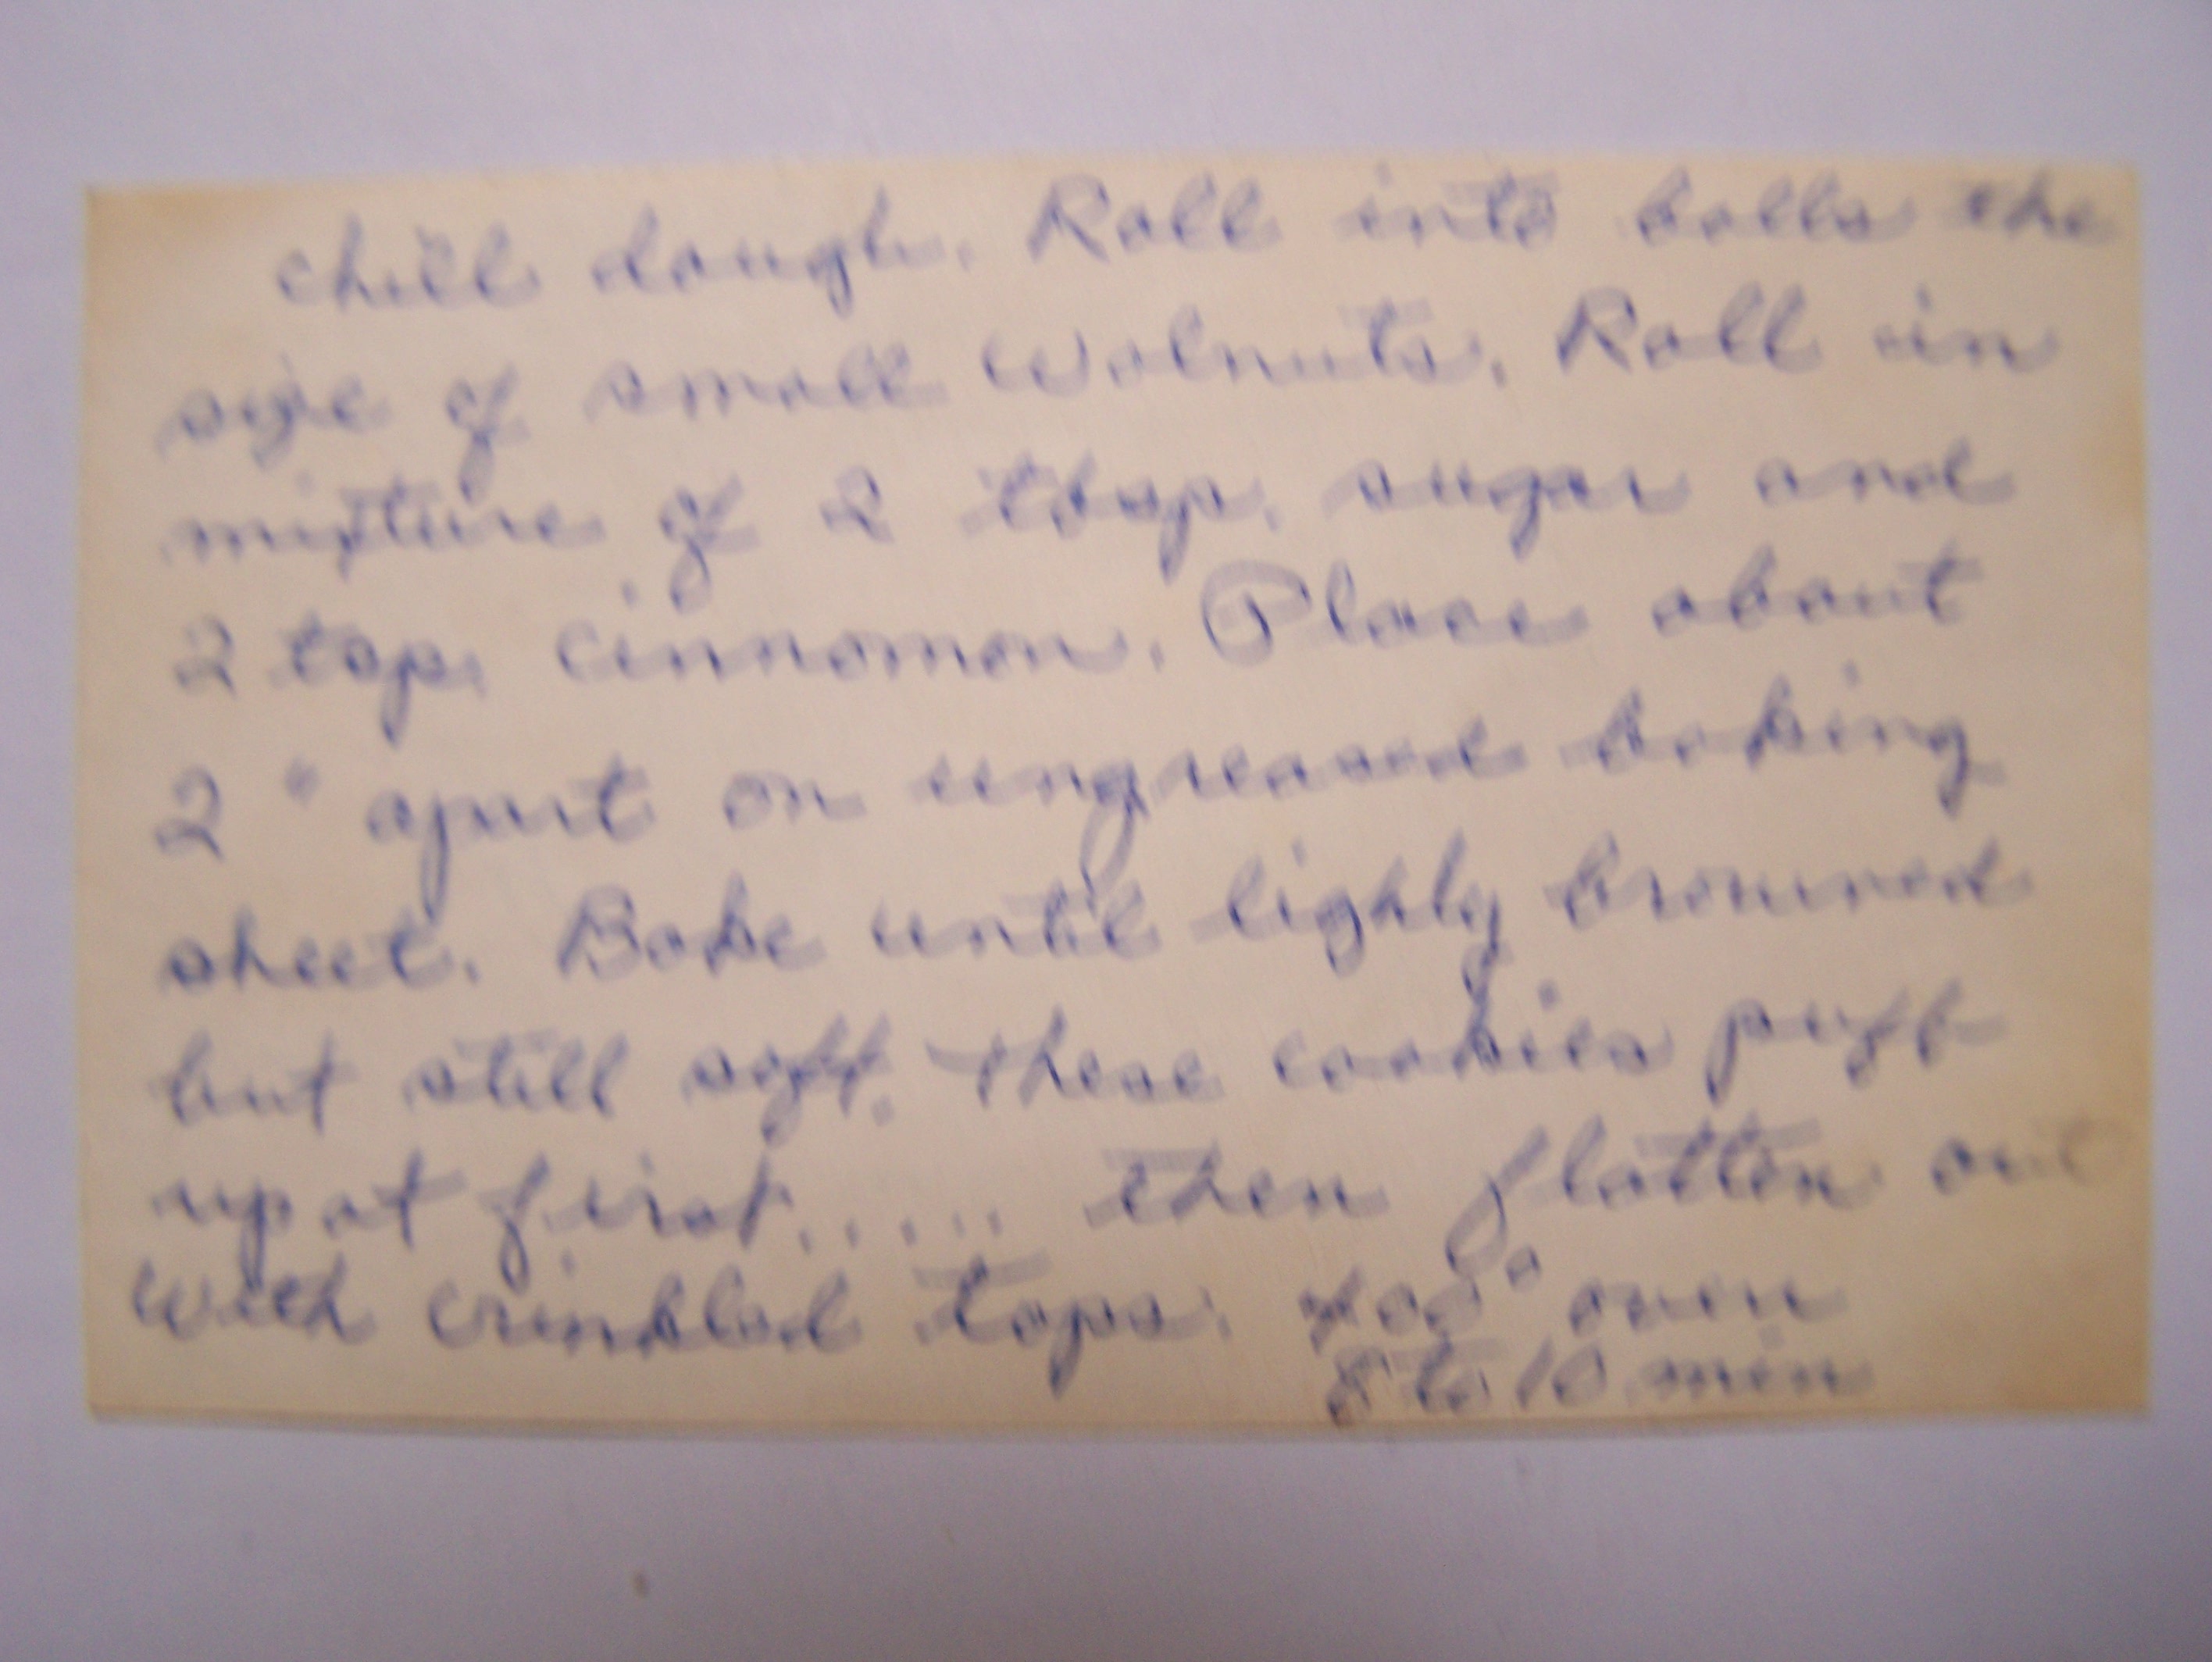 chill dough. Roll into balls the
size of small walnuts. Roll in
mixture of 2 tbsp. sugar and
2 tsp. cinnamon. Place about
2" apart on ungreased baking
sheet. Bake until lighly browned
but still soft. These cookies puff
up at first..... then flatten out
with crinkled tops. 400° oven
8 to 10 min